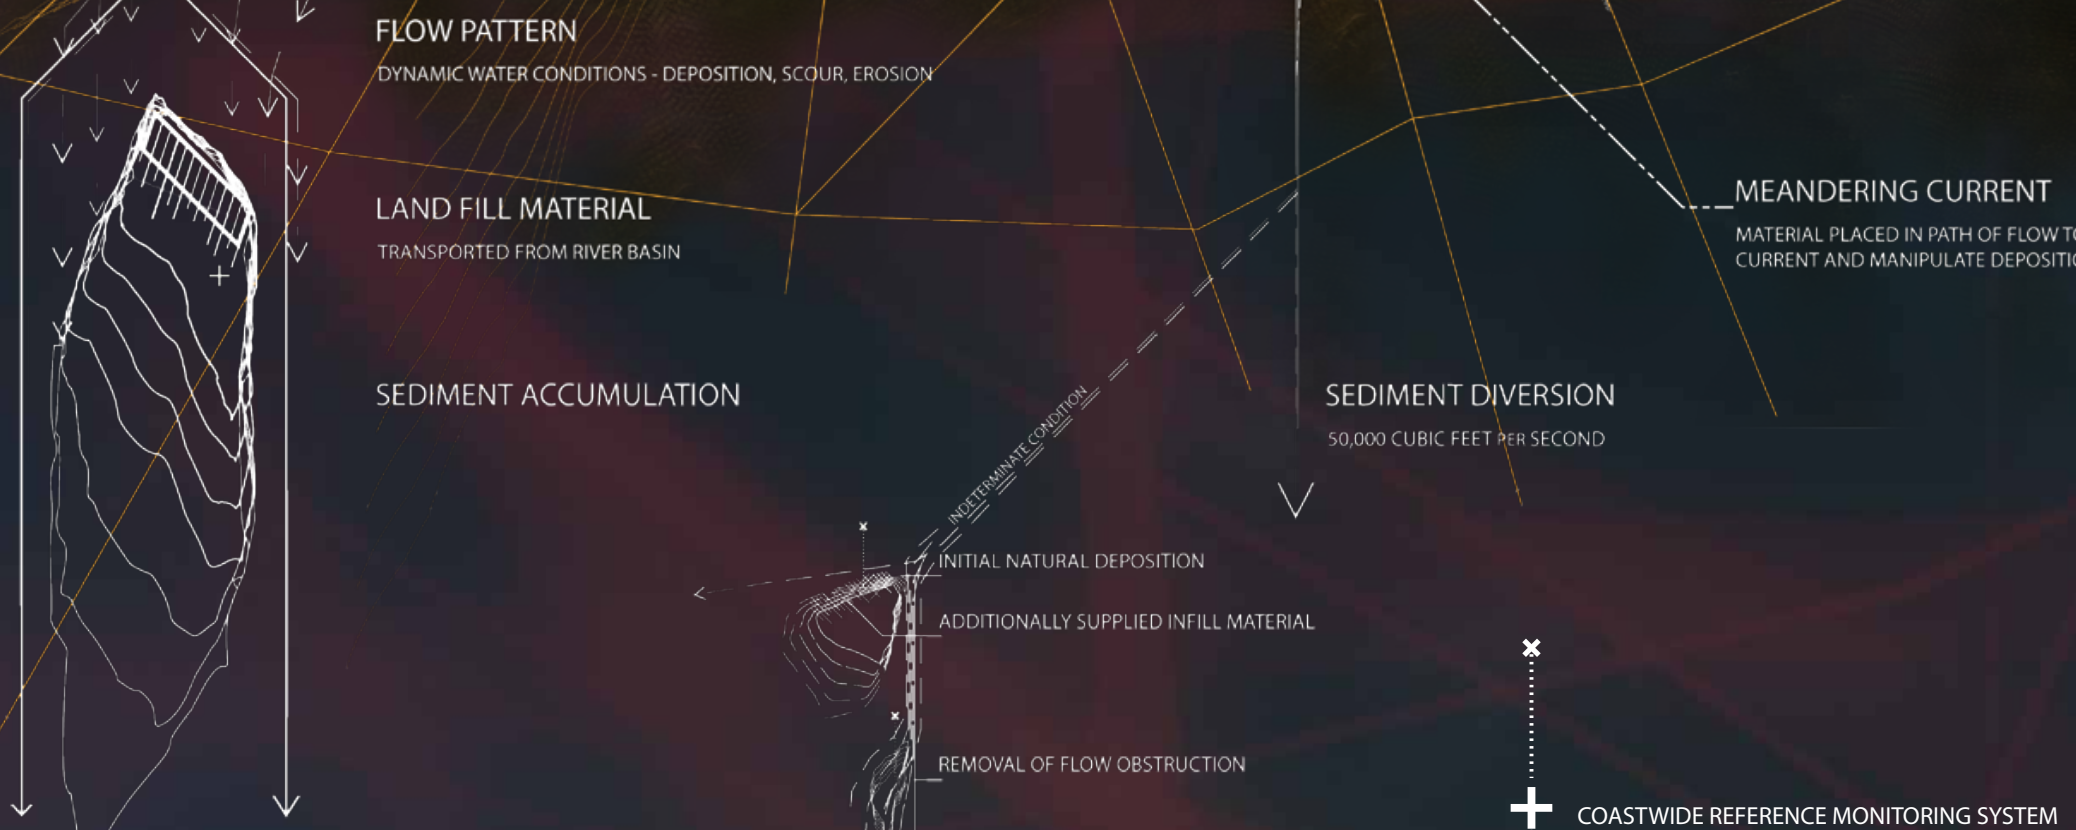 FLOW PATTERN
DYNAMIC WATER CONDITIONS - DEPOSITION, SCOUR, EROSION
LAND FILL MATERIAL
TRANSPORTED FROM RIVER BASIN
MEANDERING CURRENT
MATERIAL PLACED IN PATH OF FLOW
CURRENT AND MANIPULATE
SEDIMENT ACCUMULATION
SEDIMENT DIVERSION
50,000 CUBIC FEET PER SECOND
INDETERMINATE CONDITION
INITIAL NATURAL DEPOSITION
ADDITIONALLY SUPPLIED INFILL MATERIAL
REMOVAL OF FLOW OBSTRUCTION
COASTWIDE REFERENCE MONITORING SYSTEM